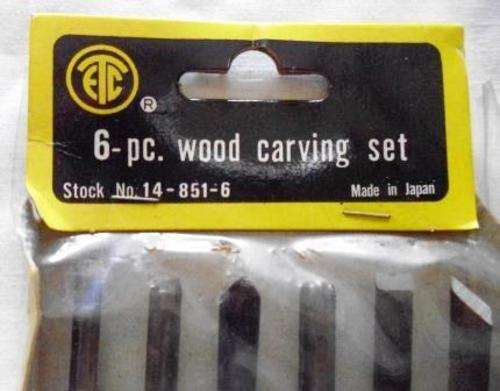 ETC
®
6-pc. wood carving set
Stock No. 14-851-6
Made in Japan